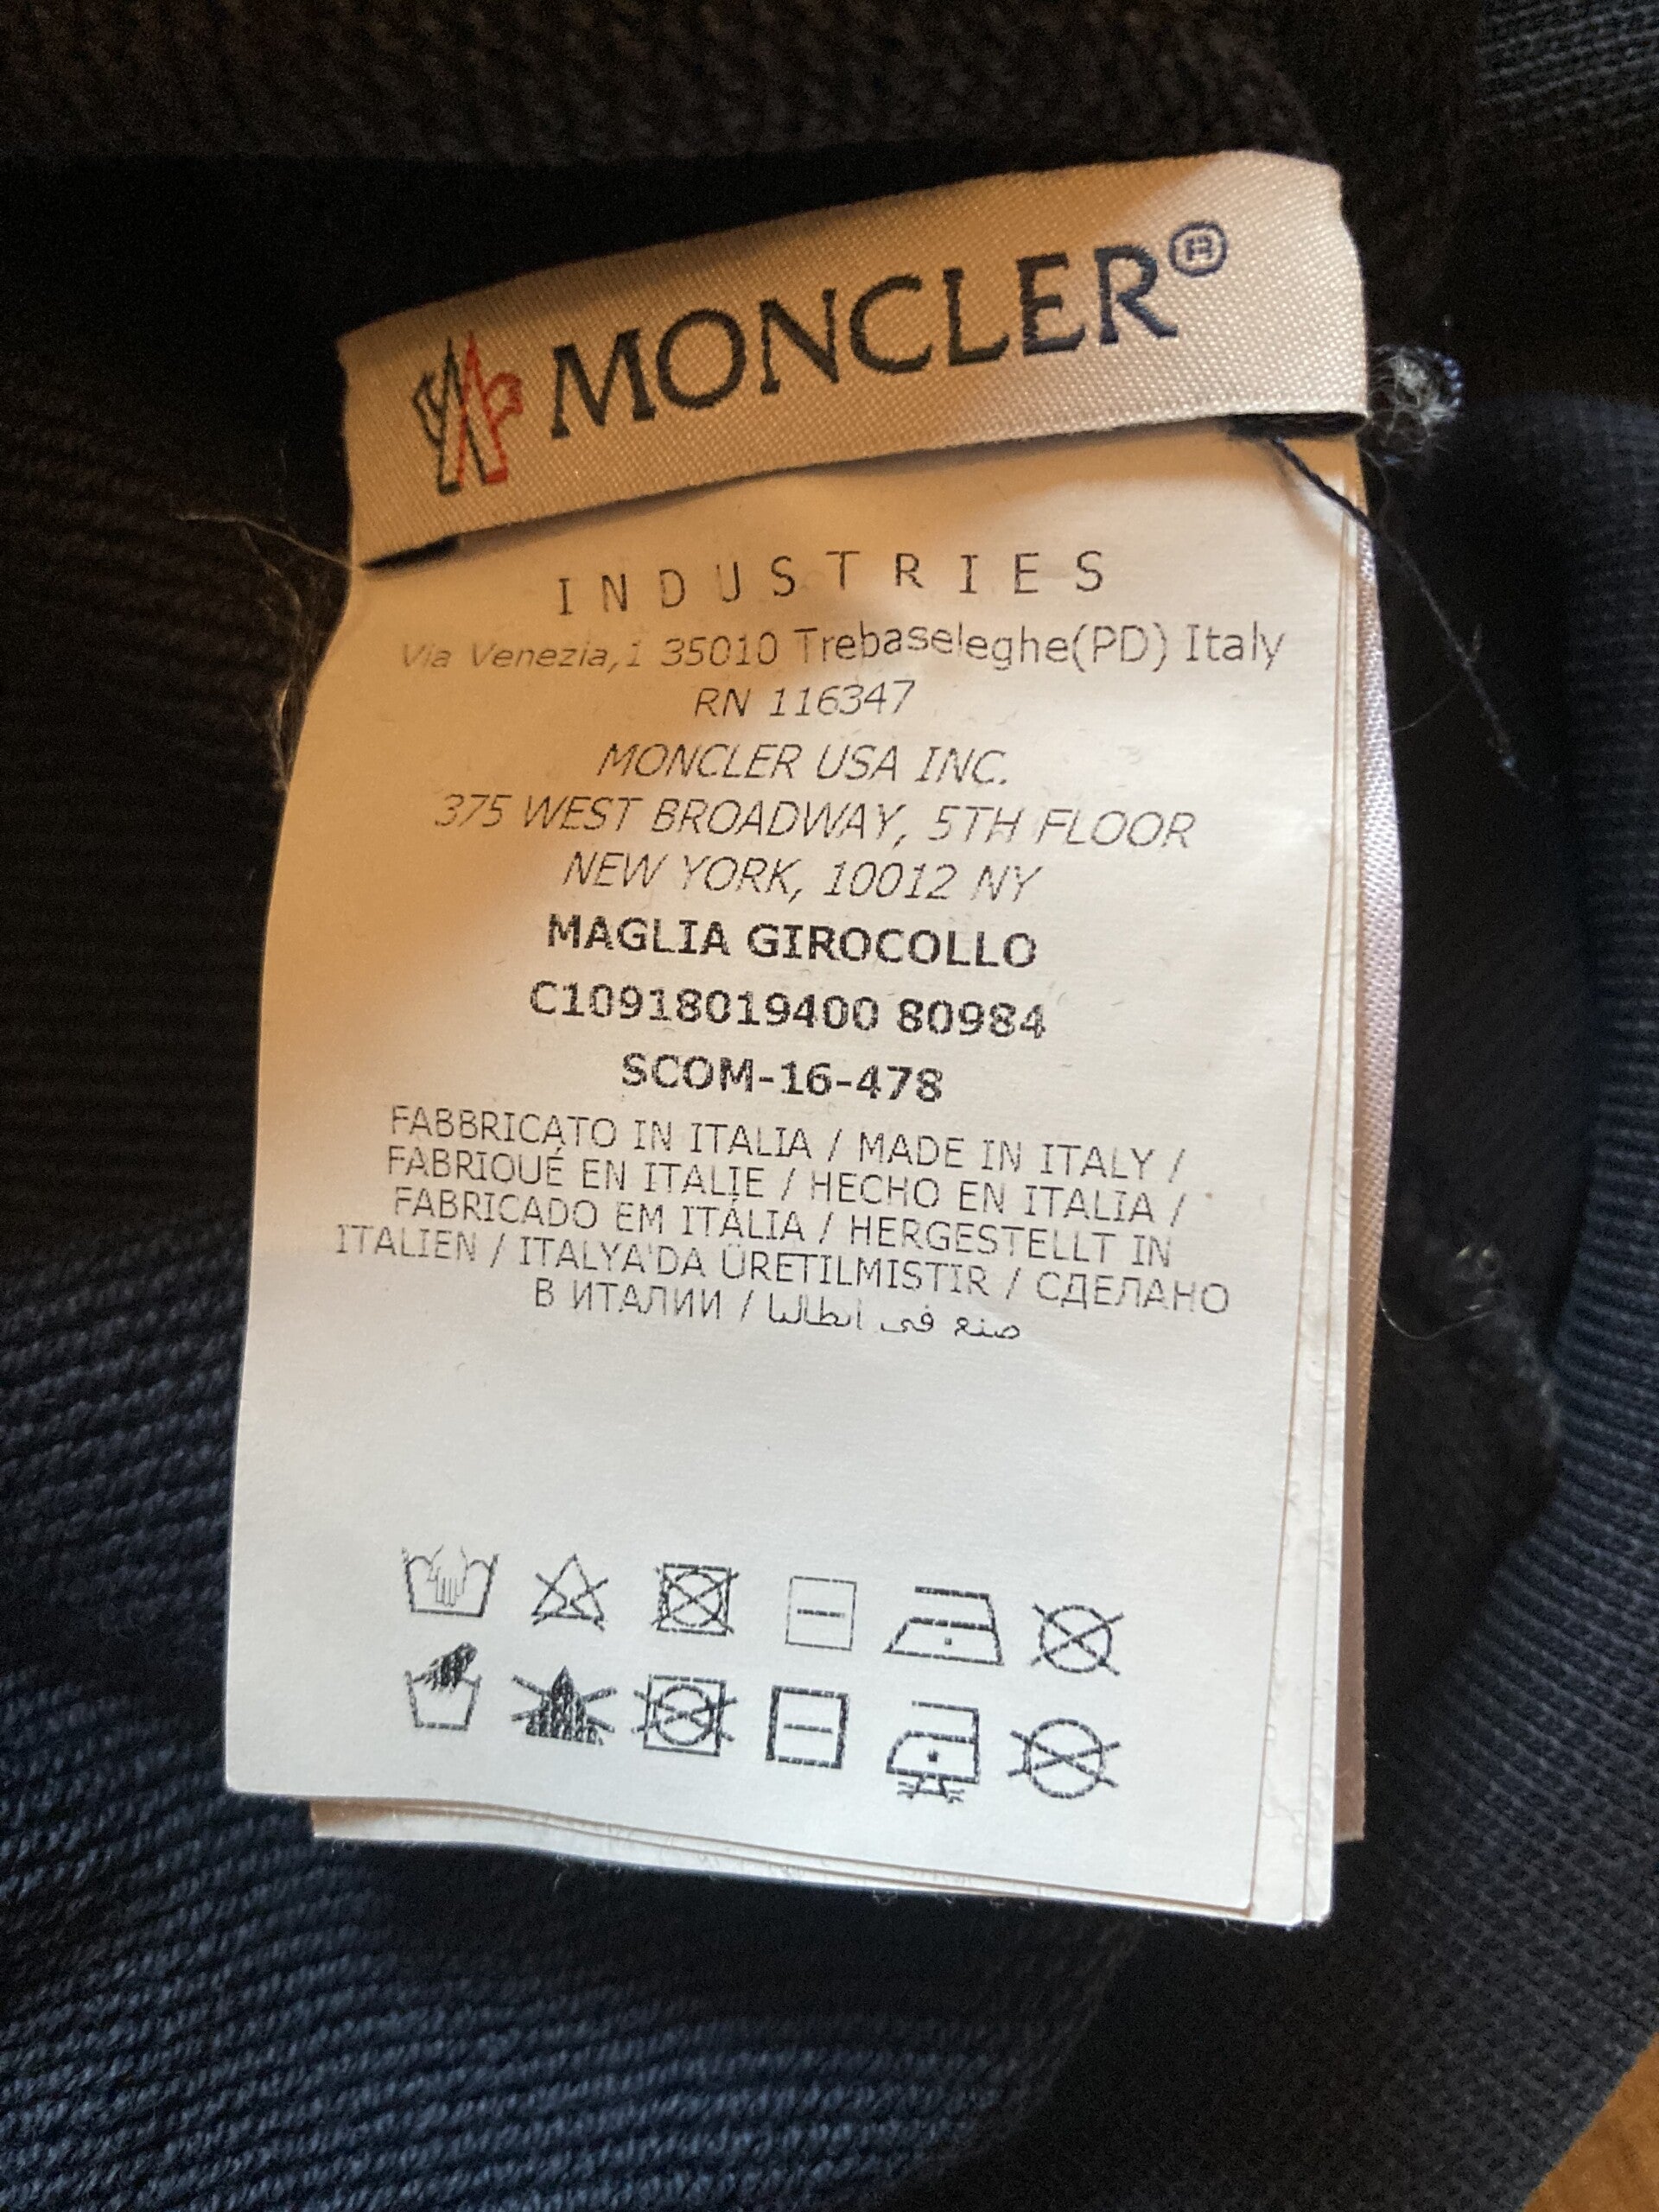 MONCLER®
INDUSTRIES
Via Venezia,1 35010 Trebaseleghe(PD) Italy
RN 116347
MONCLER USA INC.
375 WEST BROADWAY, 5TH FLOOR
NEW YORK, 10012 NY
MAGLIA GIROCOLLO
C10918019400 80984
SCOM-16-478
FABBRICATO IN ITALIA / MADE IN ITALY /
FABRIQUÉ EN ITALIE / HECHO EN ITALIA /
FABRICADO EM ITÁLIA / HERGESTELLT IN
ITALIEN / ITALYA'DA ÜRETILMISTIR / СДЕЛАНО
В ИТАЛИИ / صنع في ايطاليا